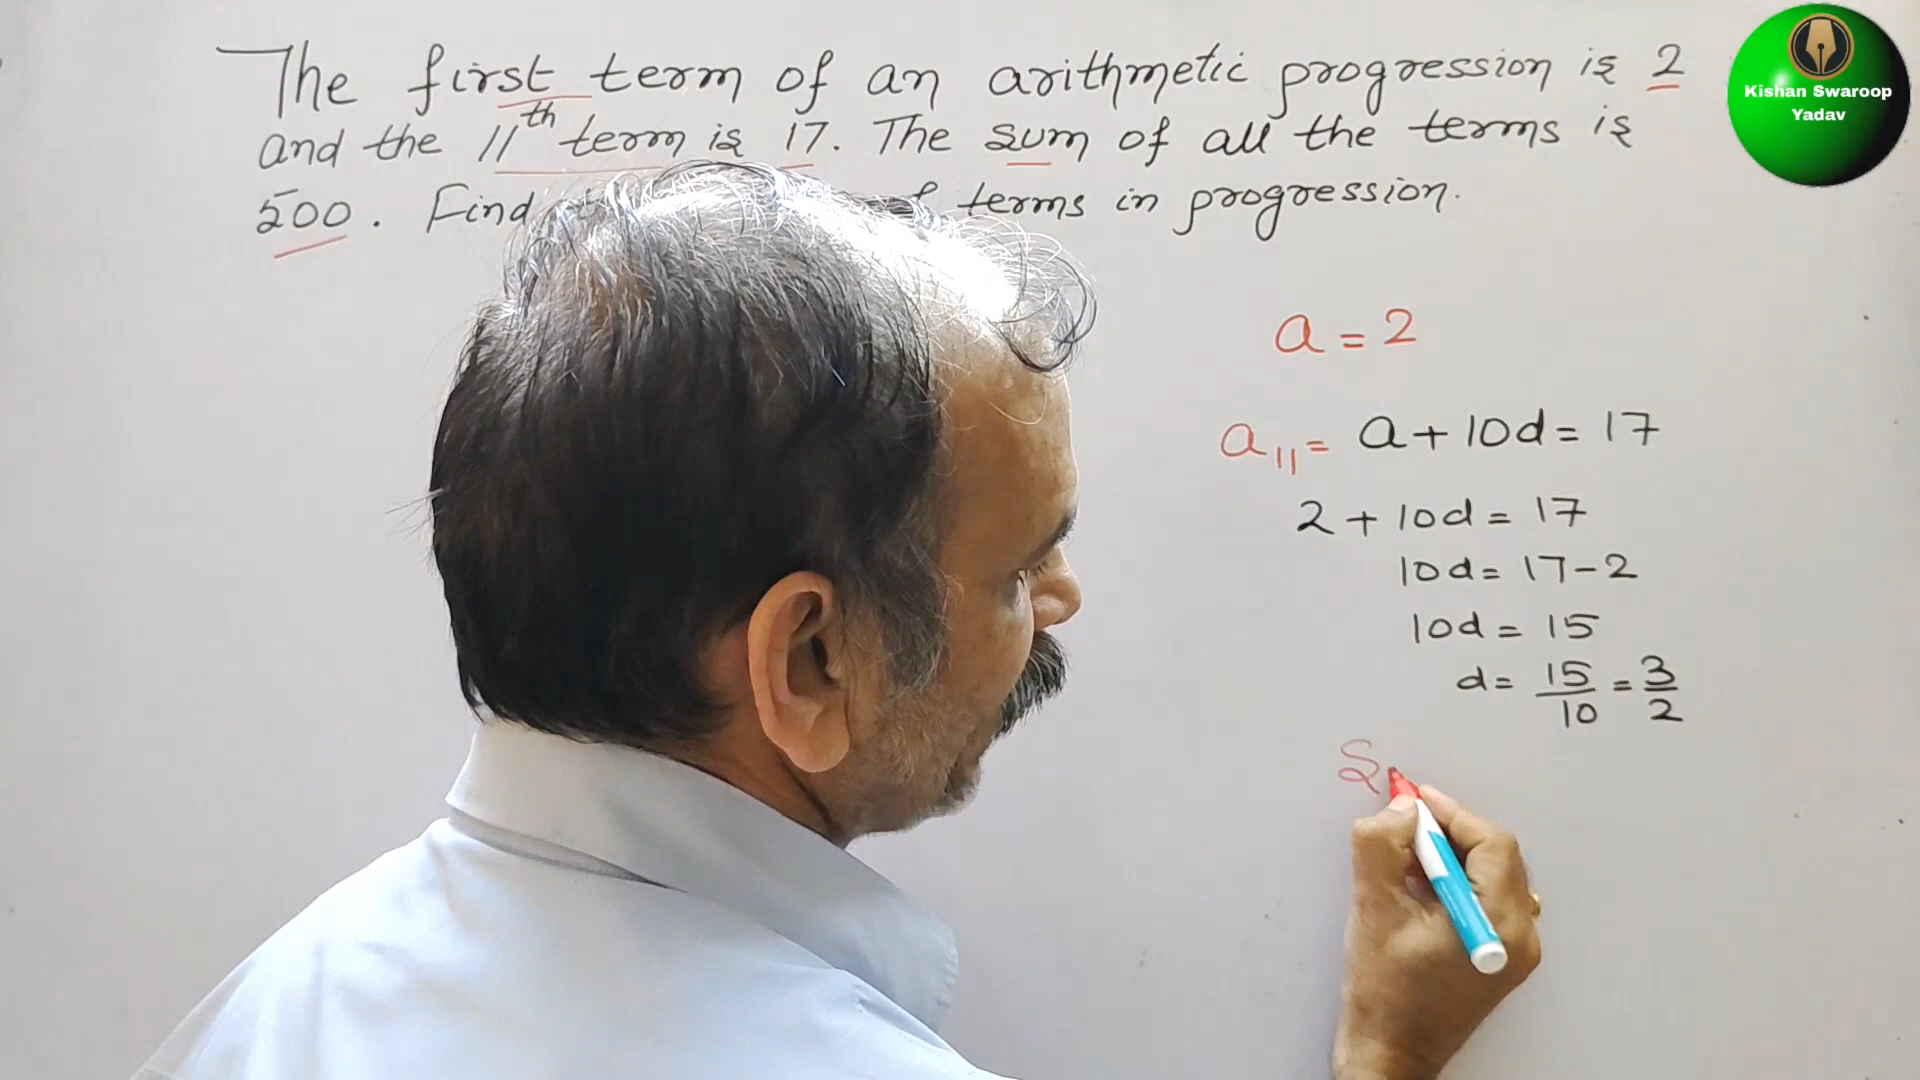 The first term of an arithmetic progression is 2
and the 11th term is 17. The sum of all the terms is
500. Find of terms in progression.
Kishan Swaroop
Yadav
a = 2
a11 = a + 10d = 17
2 + 10d = 17
10d = 17 - 2
10d = 15
d = 15/10 = 3/2
S